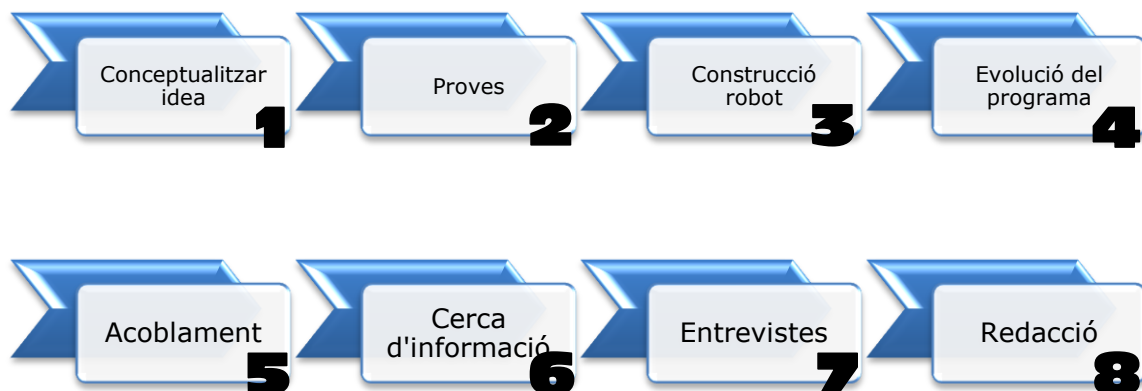 Conceptualitzar
idea
1
Proves
2
Construcció
robot
3
Evolució del
programa
4
Acoblament
5
Cerca
d'informació
6
Entrevistes
7
Redacció
8